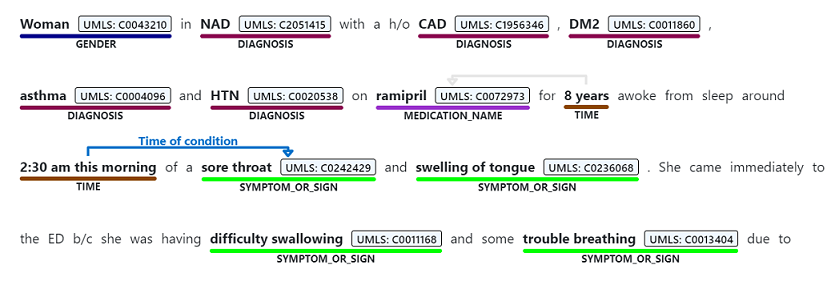 Woman UMLS: C0043210 in NAD UMLS: C2051415 with a h/o CAD UMLS: C1956346 , DM2 UMLS: C0011860 ,
GENDER DIAGNOSIS DIAGNOSIS DIAGNOSIS
asthma UMLS: C0004096 and HTN UMLS: C0020538 on ramipril UMLS: C0072973 for 8 years awoke from sleep around
DIAGNOSIS DIAGNOSIS MEDICATION_NAME TIME
Time of condition
2:30 am this morning of a sore throat UMLS: C0242429 and swelling of tongue UMLS: C0236068 . She came immediately to
TIME SYMPTOM_OR_SIGN SYMPTOM_OR_SIGN
the ED b/c she was having difficulty swallowing UMLS: C0011168 and some trouble breathing UMLS: C0013404 due to
SYMPTOM_OR_SIGN SYMPTOM_OR_SIGN